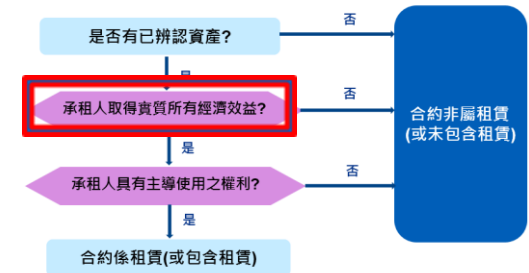 是否有已辨認資產?
否
是
承租人取得實質所有經濟效益?
否
合約非屬租賃
(或未包含租賃)
是
承租人具有主導使用之權利?
否
是
合約係租賃(或包含租賃)